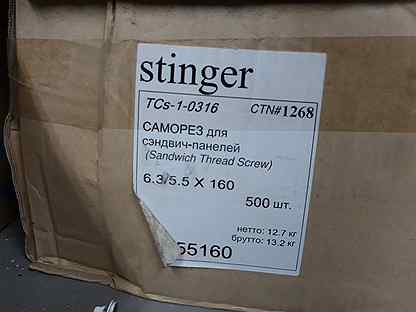 stinger
TCs-1-0316 CTN#1268
САМОРЕЗ для
сэндвич-панелей
(Sandwich Thread Screw)
6.3/5.5 X 160
500 шт.
нетто: 12.7 кг
брутто: 13.2 кг
55160